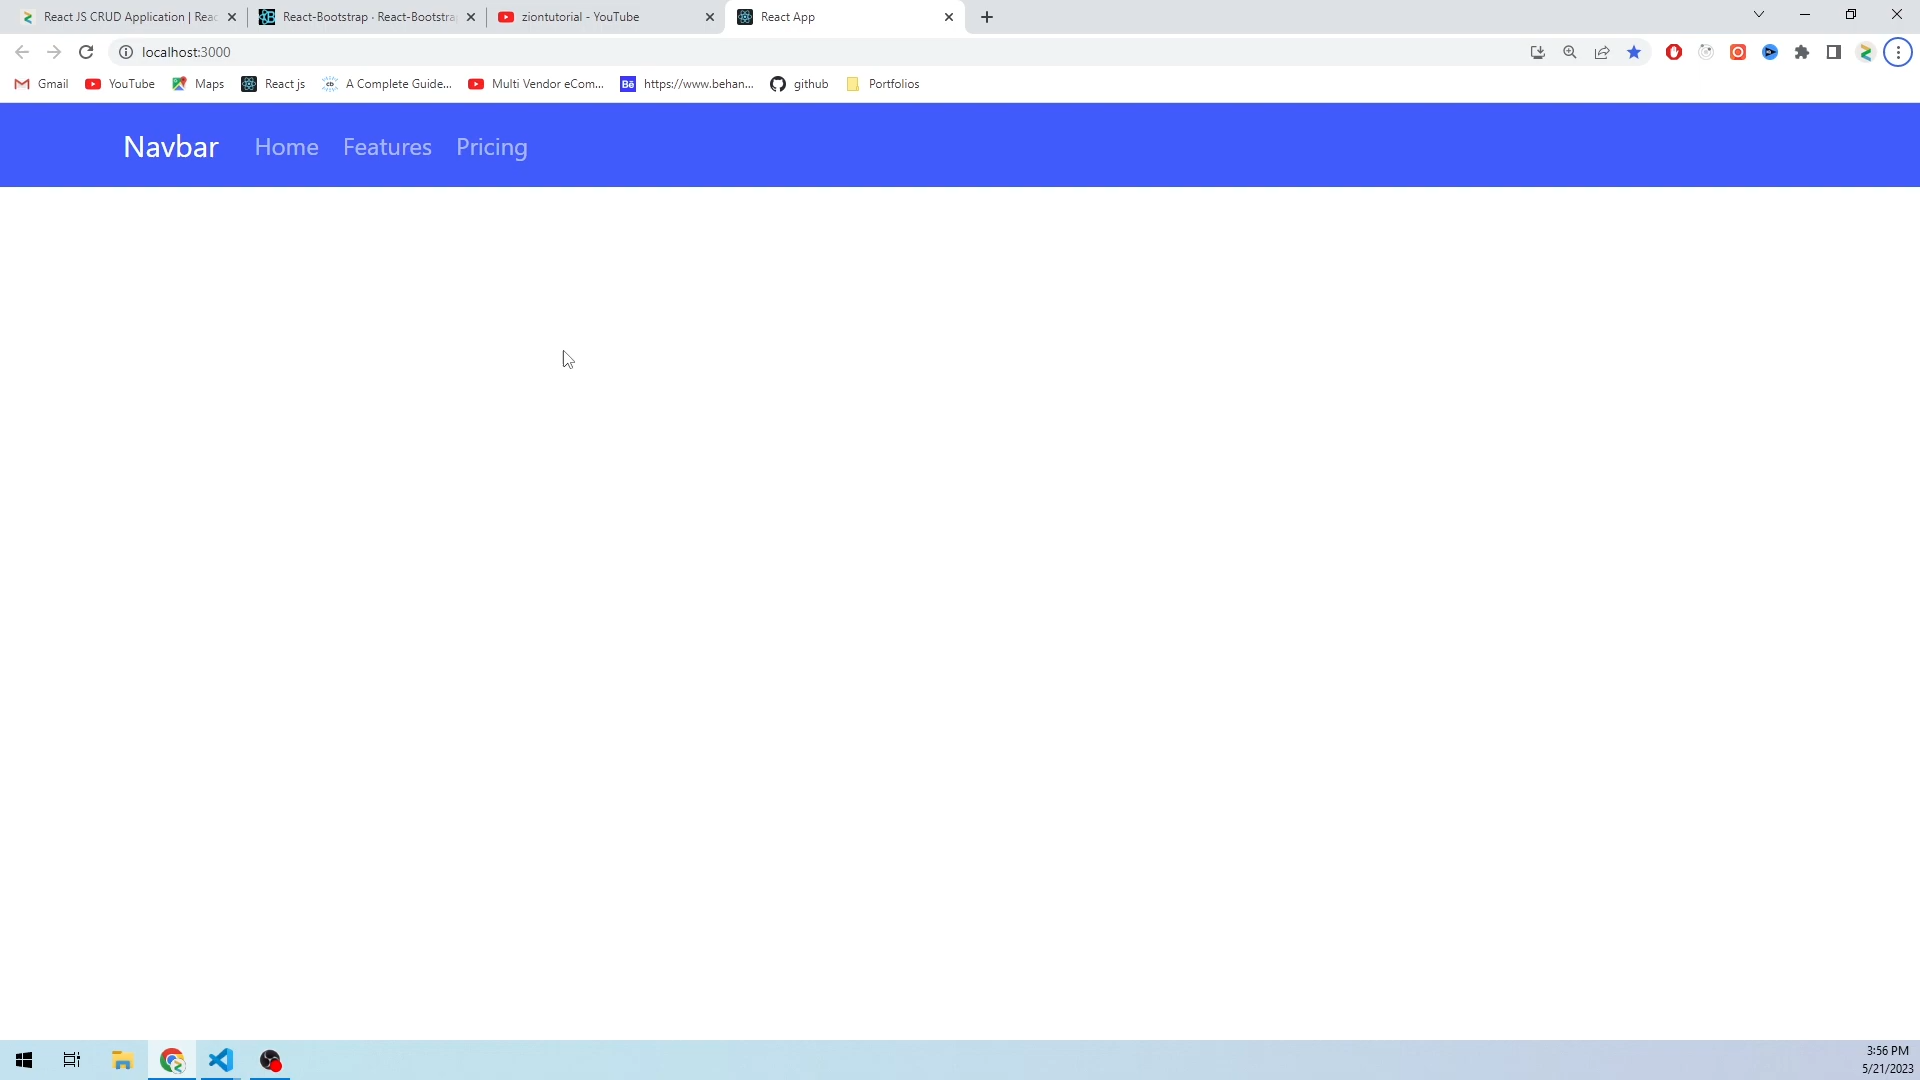 React JS CRUD Application | Reac
React-Bootstrap · React-Bootstra
ziontutorial - YouTube
React App
localhost:3000
Gmail
YouTube
Maps
React js
A Complete Guide...
Multi Vendor eCom...
Bē
https://www.behan...
github
Portfolios
Navbar
Home
Features
Pricing
3:56 PM
5/21/2023